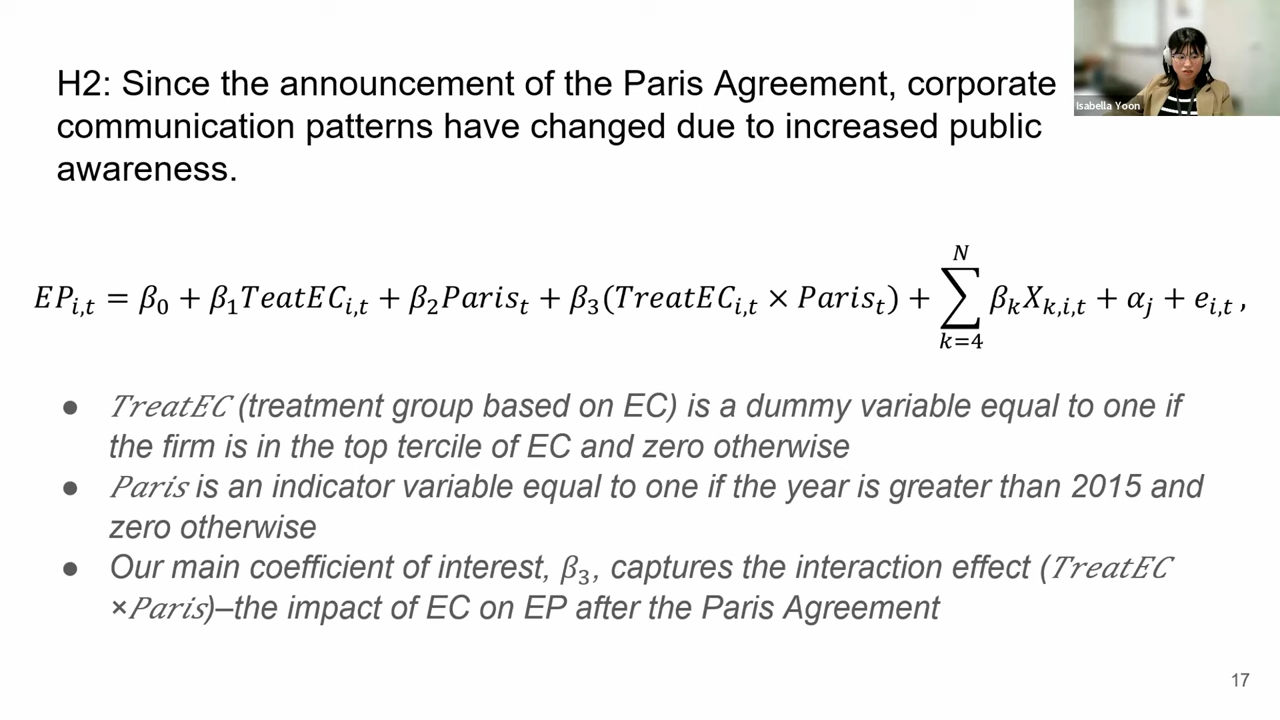 H2: Since the announcement of the Paris Agreement, corporate
communication patterns have changed due to increased public
awareness.
Isabella Yoon
EP_{i,t} = β_0 + β_1TeatEC_{i,t} + β_2Paris_t + β_3(TreatEC_{i,t} × Paris_t) + ∑_{k=4}^{N} β_kX_{k,i,t} + α_j + e_{i,t} ,
● TreatEC (treatment group based on EC) is a dummy variable equal to one if
the firm is in the top tercile of EC and zero otherwise
● Paris is an indicator variable equal to one if the year is greater than 2015 and
zero otherwise
● Our main coefficient of interest, β_3, captures the interaction effect (TreatEC
×Paris)–the impact of EC on EP after the Paris Agreement
17